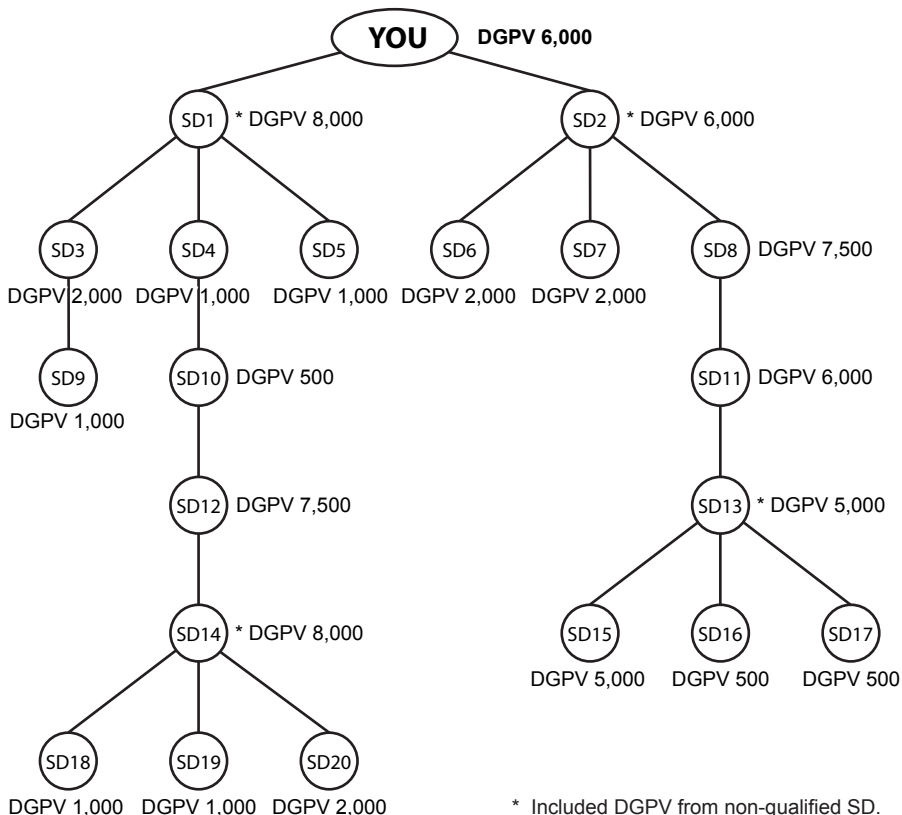 YOU DGPV 6,000
SD1 * DGPV 8,000
SD2 * DGPV 6,000
SD3
SD4
SD5
SD6
SD7
SD8 DGPV 7,500
DGPV 2,000 DGPV 1,000 DGPV 1,000 DGPV 2,000 DGPV 2,000
SD9
SD10 DGPV 500
SD11 DGPV 6,000
DGPV 1,000
SD12 DGPV 7,500
SD13 * DGPV 5,000
SD14 * DGPV 8,000
SD15
SD16
SD17
DGPV 5,000 DGPV 500 DGPV 500
SD18
SD19
SD20
DGPV 1,000 DGPV 1,000 DGPV 2,000
* Included DGPV from non-qualified SD.